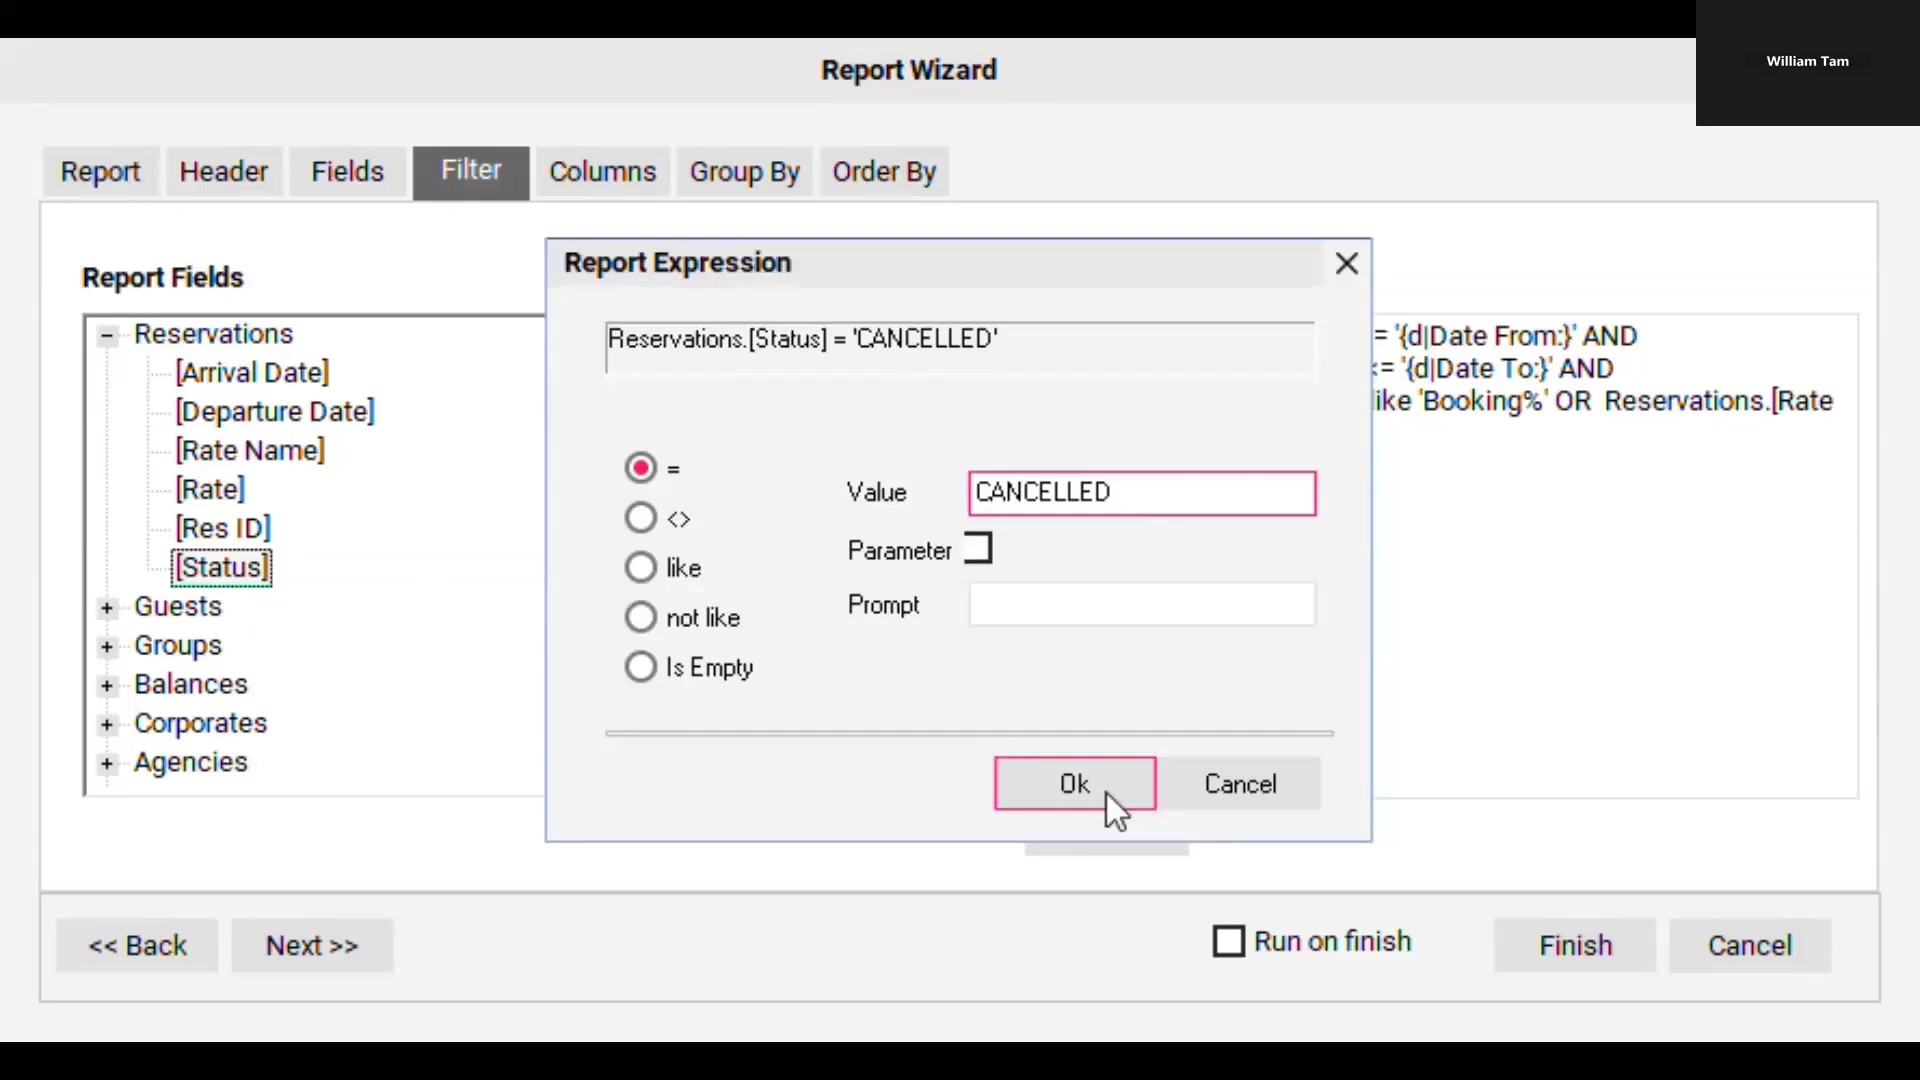 William Tam
Report Wizard
Report
Header
Fields
Filter
Columns
Group By
Order By
Report Fields
Reservations
[Arrival Date]
[Departure Date]
[Rate Name]
[Rate]
[Res ID]
[Status]
Guests
Groups
Balances
Corporates
Agencies
Report Expression
Reservations.[Status] = 'CANCELLED'
=
<>
like
not like
Is Empty
Value
CANCELLED
Parameter
Prompt
Ok
Cancel
= '{d|Date From:}' AND
<= '{d|Date To:}' AND
like 'Booking%' OR Reservations.[Rate
<< Back
Next >>
Run on finish
Finish
Cancel